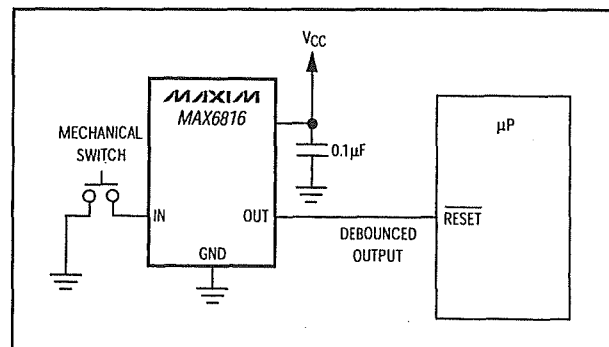 VCC
MAXIM
MAX6816
MECHANICAL
SWITCH
0.1µF
µP
IN
OUT
RESET
DEBOUNCED
OUTPUT
GND